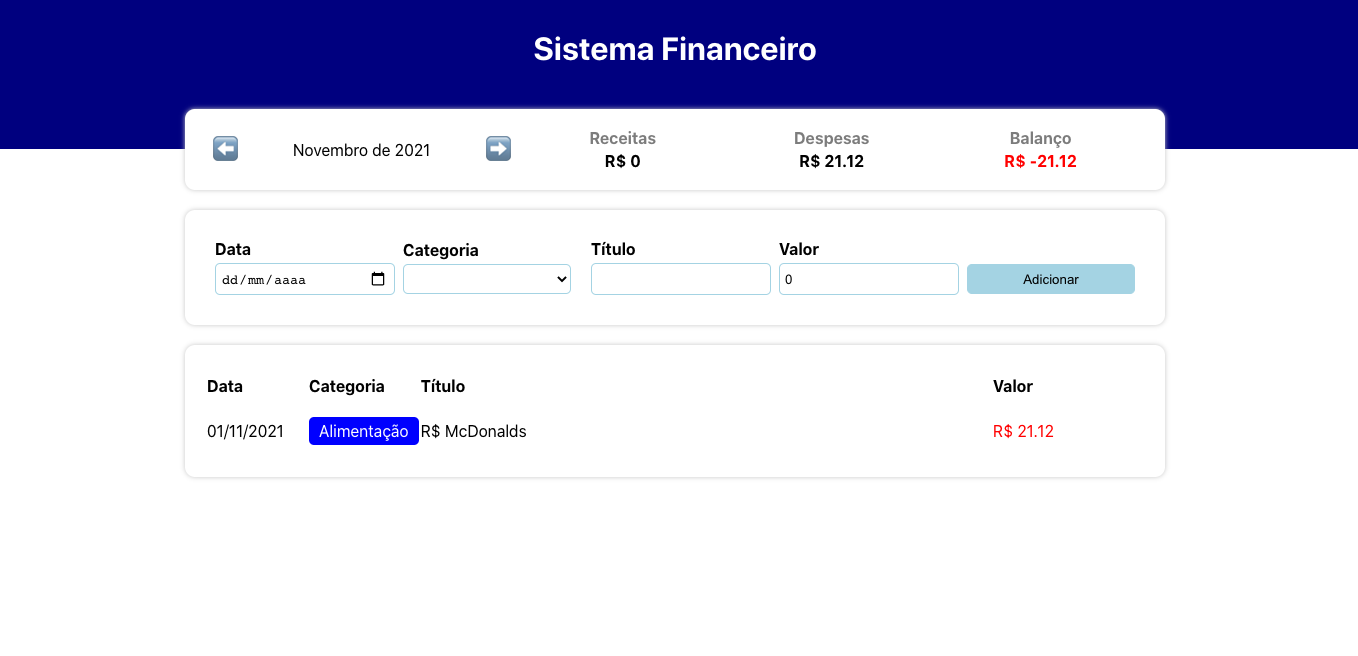 Sistema Financeiro
Novembro de 2021
Receitas
R$ 0
Despesas
R$ 21.12
Balanço
R$ -21.12
Data
dd/mm/aaaa
Categoria
Título
Valor
0
Adicionar
Data Categoria Título Valor
01/11/2021 Alimentação R$ McDonalds R$ 21.12